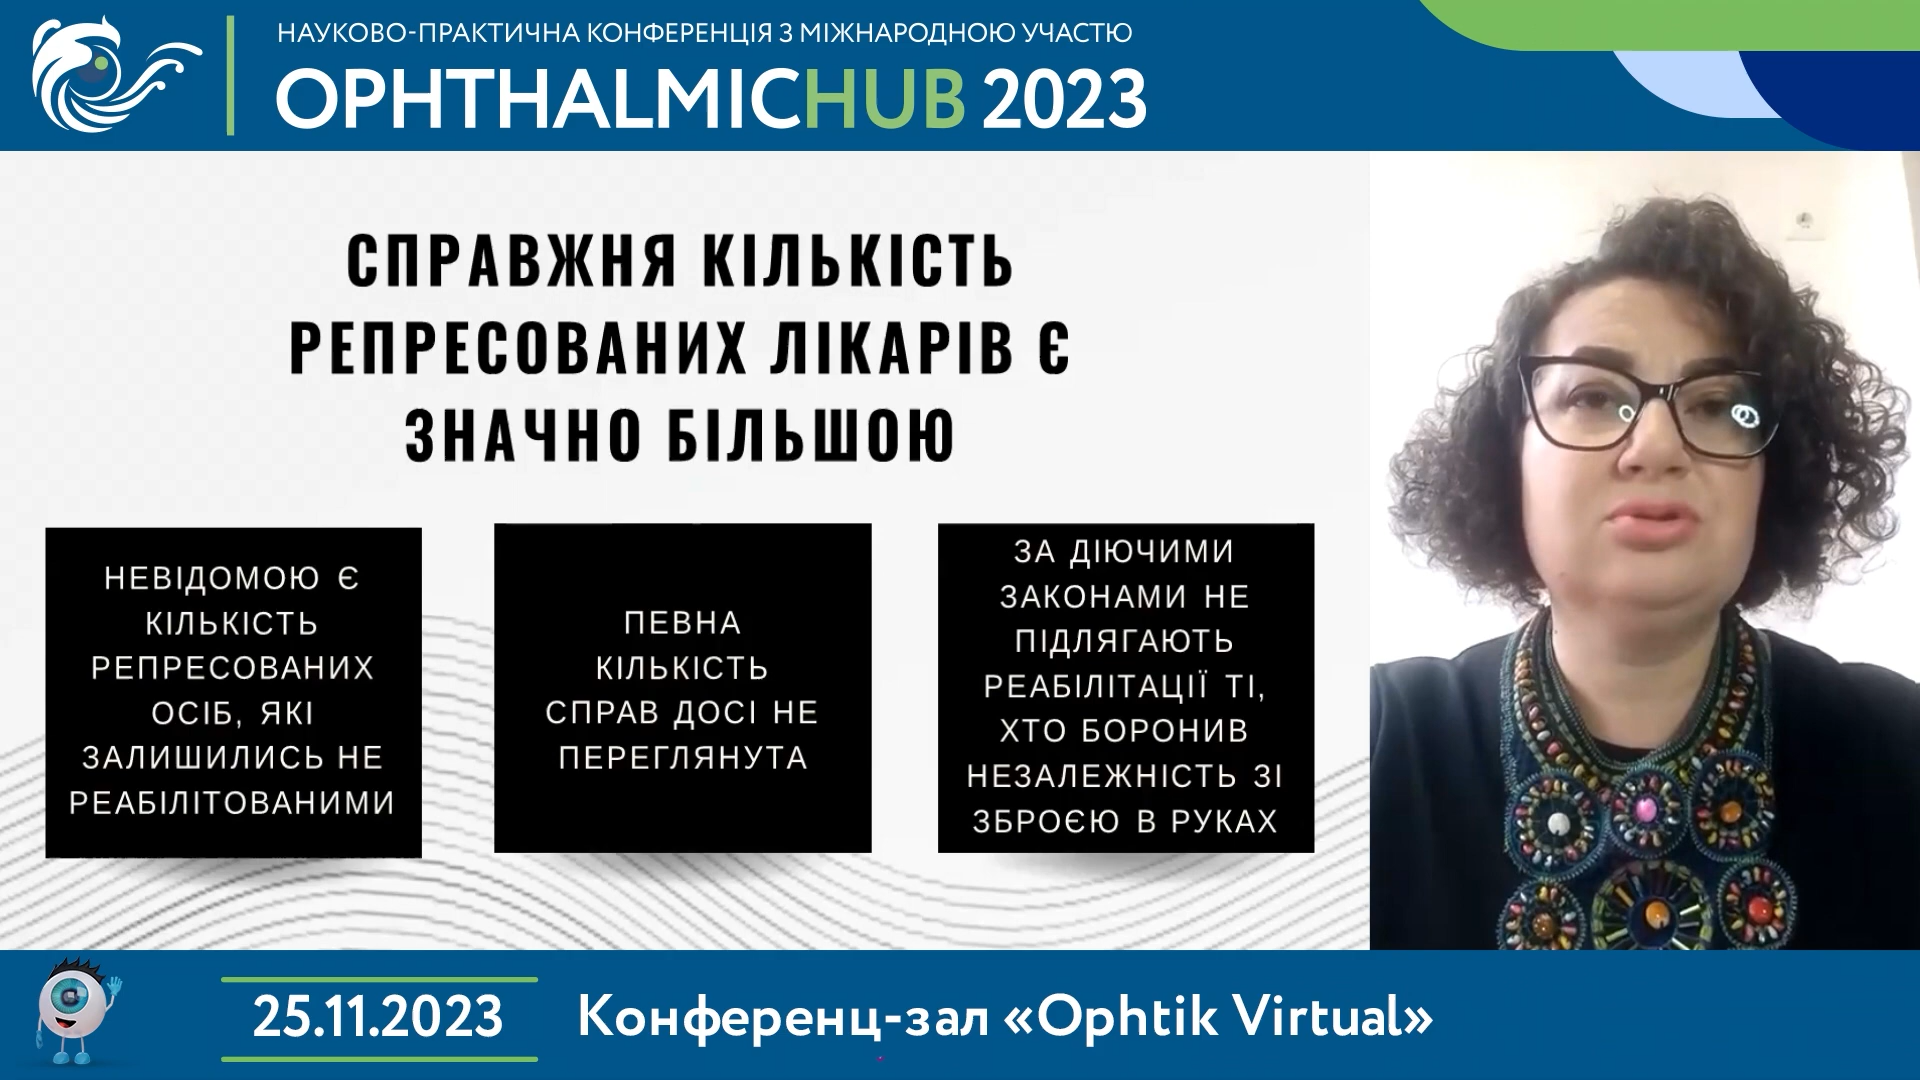 НАУКОВО-ПРАКТИЧНА КОНФЕРЕНЦІЯ З МІЖНАРОДНОЮ УЧАСТЮ
OPHTHALMICHUB 2023
СПРАВЖНЯ КІЛЬКІСТЬ
РЕПРЕСОВАНИХ ЛІКАРІВ Є
ЗНАЧНО БІЛЬШОЮ
НЕВІДОМОЮ Є
КІЛЬКІСТЬ
РЕПРЕСОВАНИХ
ОСІБ, ЯКІ
ЗАЛИШИЛИСЬ НЕ
РЕАБІЛІТОВАНИМИ
ПЕВНА
КІЛЬКІСТЬ
СПРАВ ДОСІ НЕ
ПЕРЕГЛЯНУТА
ЗА ДІЮЧИМИ
ЗАКОНАМИ НЕ
ПІДЛЯГАЮТЬ
РЕАБІЛІТАЦІЇ ТІ,
ХТО БОРОНИВ
НЕЗАЛЕЖНІСТЬ ЗІ
ЗБРОЄЮ В РУКАХ
25.11.2023
Конференц-зал «Ophtik Virtual»